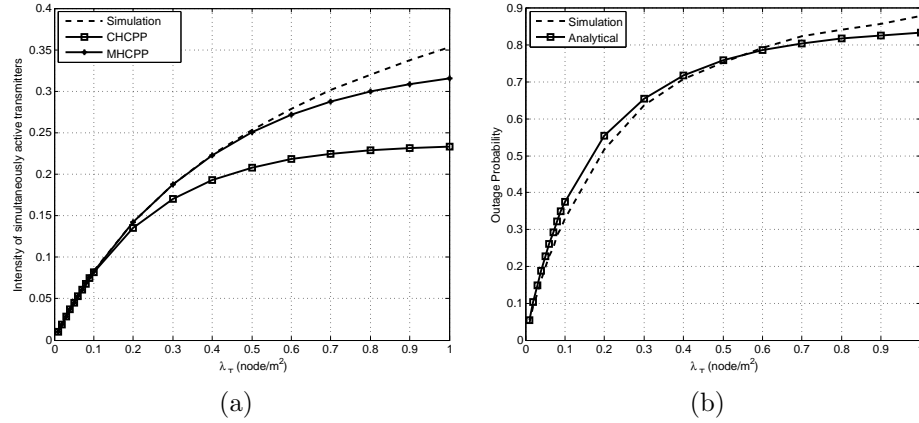 Simulation
CHCPP
MHCPP
Intensity of simultaneously active transmitters
0.4
0.35
0.3
0.25
0.2
0.15
0.1
0.05
0
0 0.1 0.2 0.3 0.4 0.5 0.6 0.7 0.8 0.9 1
λ_T (node/m²)
(a)
Simulation
Analytical
Outage Probability
0.9
0.8
0.7
0.6
0.5
0.4
0.3
0.2
0.1
0
0 0.1 0.2 0.3 0.4 0.5 0.6 0.7 0.8 0.9 1
λ_T (node/m²)
(b)